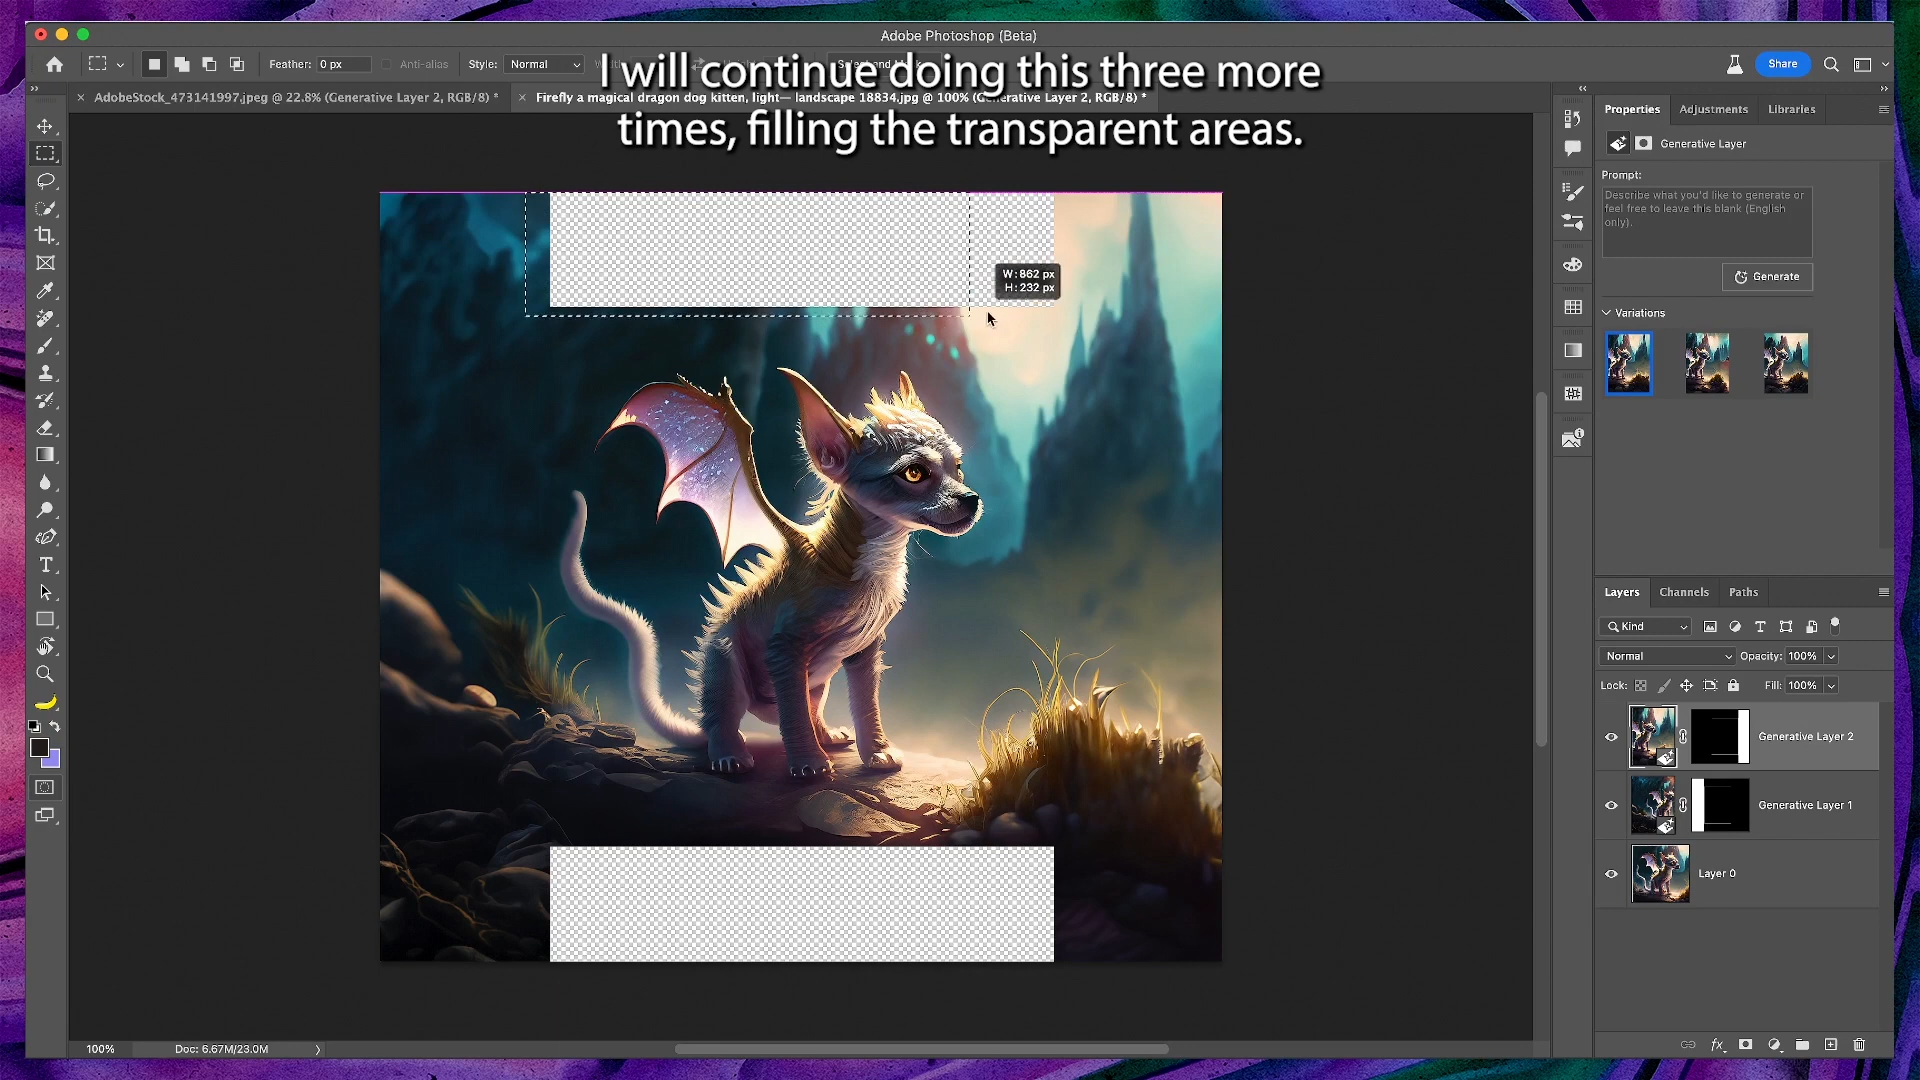 Adobe Photoshop (Beta)
Feather: 0 px
Anti-alias
Style: Normal
Share
I will continue doing this three more
times, filling the transparent areas.
AdobeStock_473141997.jpeg @ 22.8% (Generative Layer 2, RGB/8) *
Firefly a magical dragon dog kitten, light— landscape 18834.jpg @ 100% (Generative Layer 2, RGB/8) *
W: 862 px
H: 232 px
Properties
Adjustments
Libraries
Generative Layer
Prompt:
Describe what you'd like to generate or
feel free to leave this blank (English
only).
Generate
Variations
Layers
Channels
Paths
Kind
Normal
Opacity: 100%
Lock:
Fill: 100%
Generative Layer 2
Generative Layer 1
Layer 0
100%
Doc: 6.67M/23.0M